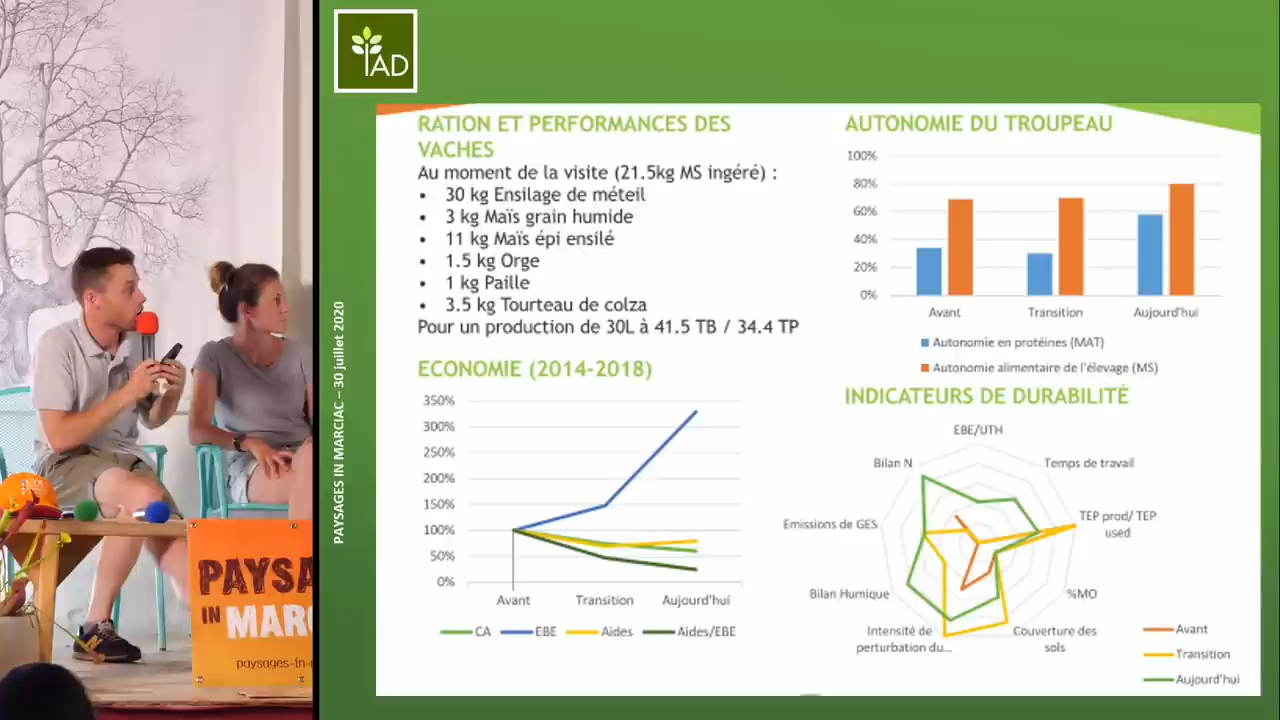 AD
PAYSAGES IN MARCIAC – 30 juillet 2020
RATION ET PERFORMANCES DES
VACHES
Au moment de la visite (21.5kg MS ingéré) :
• 30 kg Ensilage de méteil
• 3 kg Maïs grain humide
• 11 kg Maïs épi ensilé
• 1.5 kg Orge
• 1 kg Paille
• 3.5 kg Tourteau de colza
Pour un production de 30L à 41.5 TB / 34.4 TP
ECONOMIE (2014-2018)
350%
300%
250%
200%
150%
100%
50%
0%
Avant Transition Aujourd'hui
CA EBE Aides Aides/EBE
AUTONOMIE DU TROUPEAU
100%
80%
60%
40%
20%
0%
Avant Transition Aujourd'hui
Autonomie en protéines (MAT)
Autonomie alimentaire de l'élevage (MS)
INDICATEURS DE DURABILITÉ
EBE/UTH
Bilan N Temps de travail
Emissions de GES TEP prod/ TEP
used
Bilan Humique %MO
Intensité de
perturbation du...
Couverture des
sols
Avant
Transition
Aujourd'hui
PAYSA
IN MAR
paysages-in-